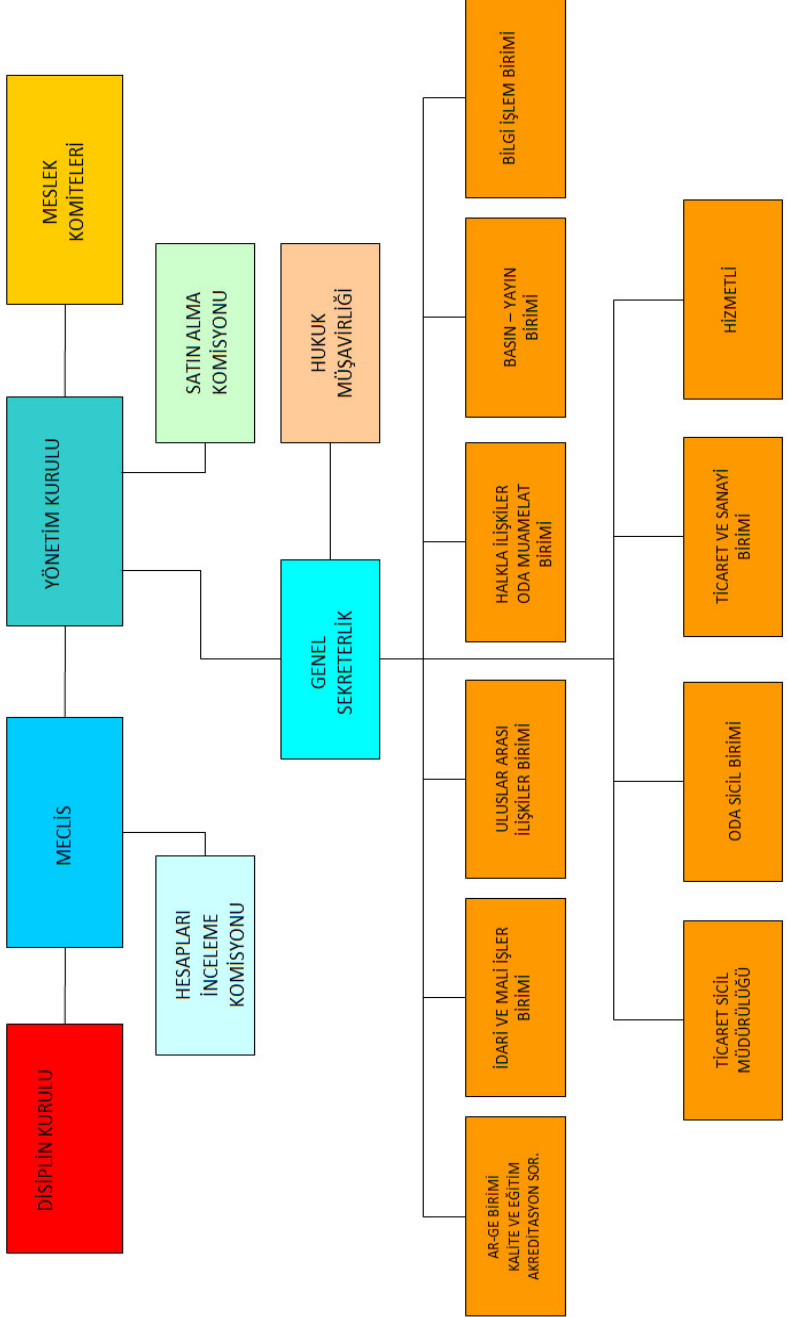 DİSİPLİN KURULU
MECLİS
YÖNETİM KURULU
MESLEK
KOMİTELERİ
HESAPLARI
İNCELEME
KOMİSYONU
SATIN ALMA
KOMİSYONU
GENEL
SEKRETERLİK
HUKUK
MÜŞAVİRLİĞİ
AR-GE BİRİMİ
KALİTE VE EĞİTİM
AKREDİTASYON SOR.
İDARİ VE MALİ İŞLER
BİRİMİ
ULUSLAR ARASI
İLİŞKİLER BİRİMİ
HALKLA İLİŞKİLER
ODA MUAMELAT
BİRİMİ
BASIN – YAYIN
BİRİMİ
BİLGİ İŞLEM BİRİMİ
TİCARET SİCİL
MÜDÜRÜLÜĞÜ
ODA SİCİL BİRİMİ
TİCARET VE SANAYİ
BİRİMİ
HİZMETLİ